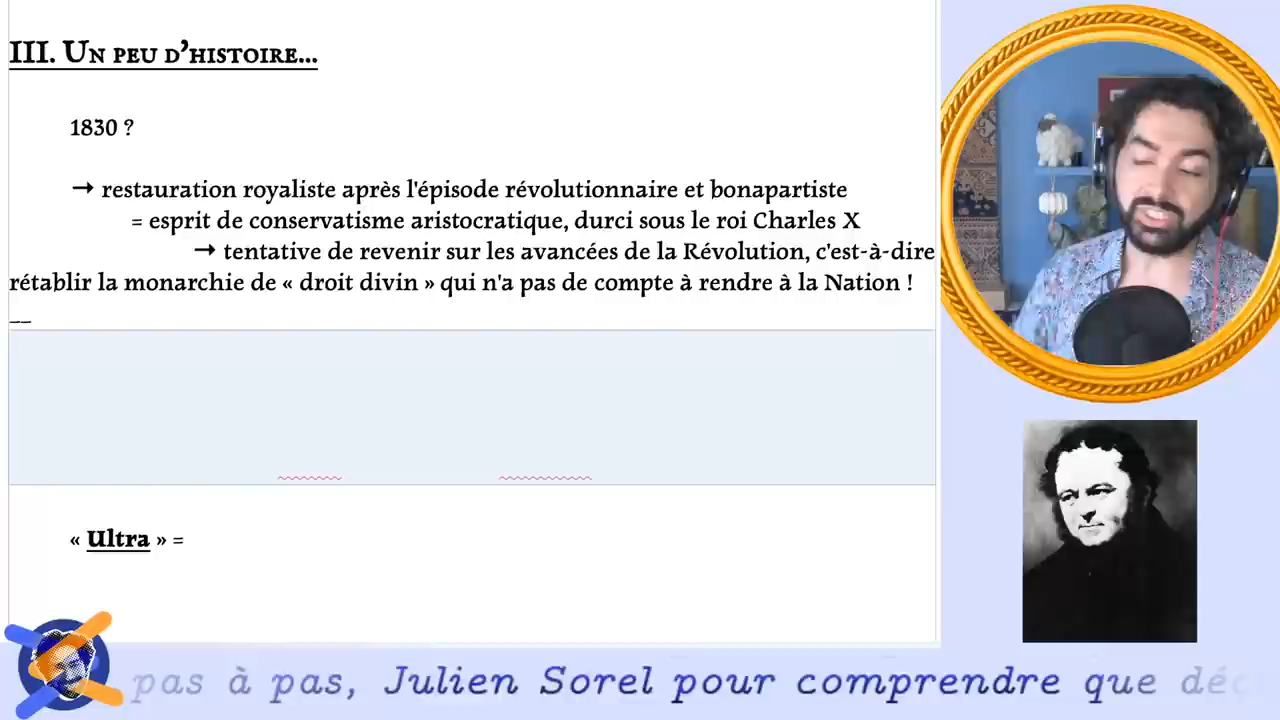 III. Un peu d'histoire...
1830 ?
→ restauration royaliste après l'épisode révolutionnaire et bonapartiste
= esprit de conservatisme aristocratique, durci sous le roi Charles X
→ tentative de revenir sur les avancées de la Révolution, c'est-à-dire
rétablir la monarchie de « droit divin » qui n'a pas de compte à rendre à la Nation !
« Ultra » =
pas à pas, Julien Sorel pour comprendre que